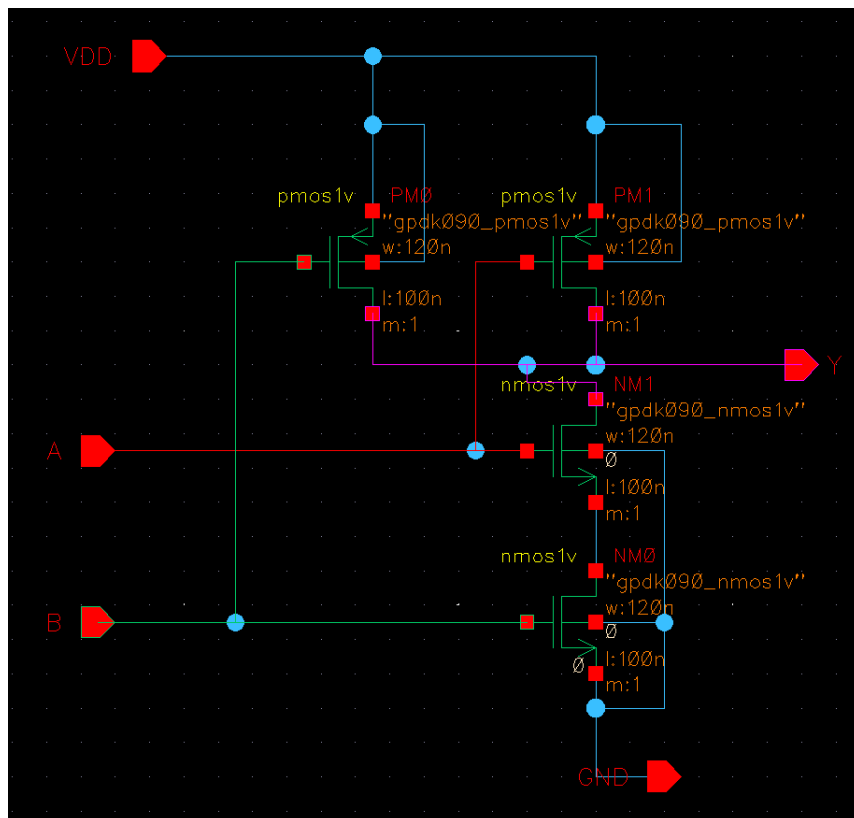 VDD
pmos1v PM0
"gpdk090_pmos1v"
w:120n
l:100n
m:1
pmos1v PM1
"gpdk090_pmos1v"
w:120n
l:100n
m:1
Y
nmos1v NM1
"gpdk090_nmos1v"
w:120n
0
l:100n
m:1
A
nmos1v NM0
"gpdk090_nmos1v"
w:120n
0
l:100n
0
m:1
B
GND